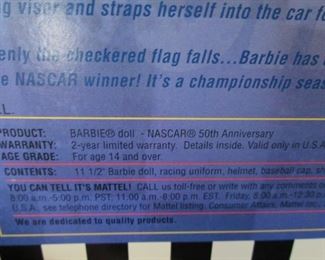 ng visor and straps herself into the car fo
enly the checkered flag falls...Barbie has
e NASCAR winner! It's a championship seas
LL.
PRODUCT: BARBIE® doll - NASCAR® 50th Anniversary
WARRANTY: 2-year limited warranty. Details inside. Valid only in U.S.A
AGE GRADE: For age 14 and over.
CONTENTS: 11 1/2" Barbie doll, racing uniform, helmet, baseball cap, s
YOU CAN TELL IT'S MATTEL! CALL us toll-free or write with any comments o
8:00 a.m.-5:00 p.m. PST; 11:00 a.m.-8:00 p.m. EST. Friday, 8:00 a.m.-12:30 p.
U.S.A., see telephone directory for Mattel listing. Consumer Affairs, Mattel Inc.,
We are dedicated to quality products.